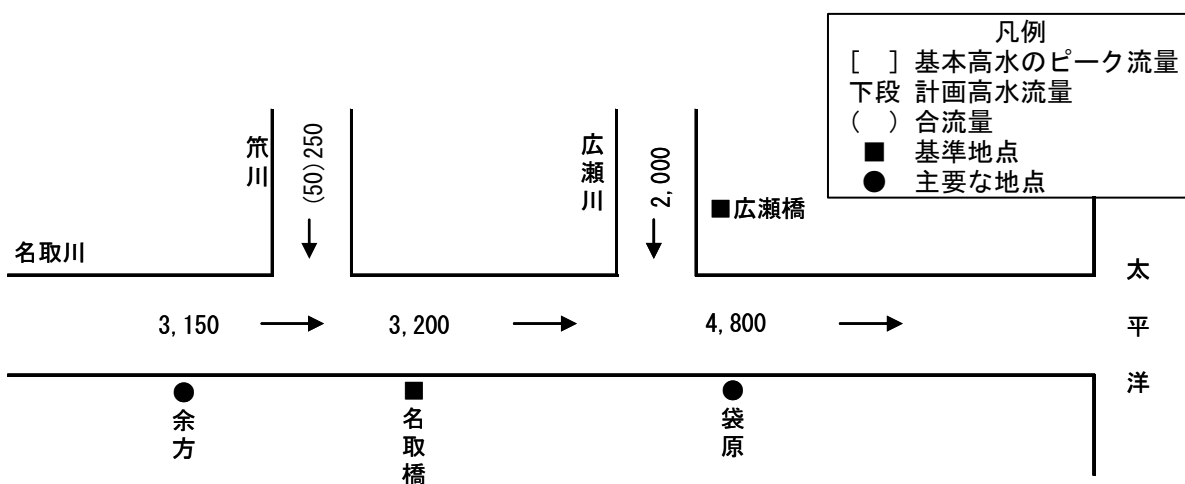 凡例
[ ] 基本高水のピーク流量
下段 計画高水流量
( ) 合流量
■ 基準地点
● 主要な地点
笊川
(50)250
広瀬川
2,000
■広瀬橋
名取川
3,150
3,200
4,800
太平洋
余方
名取橋
袋原